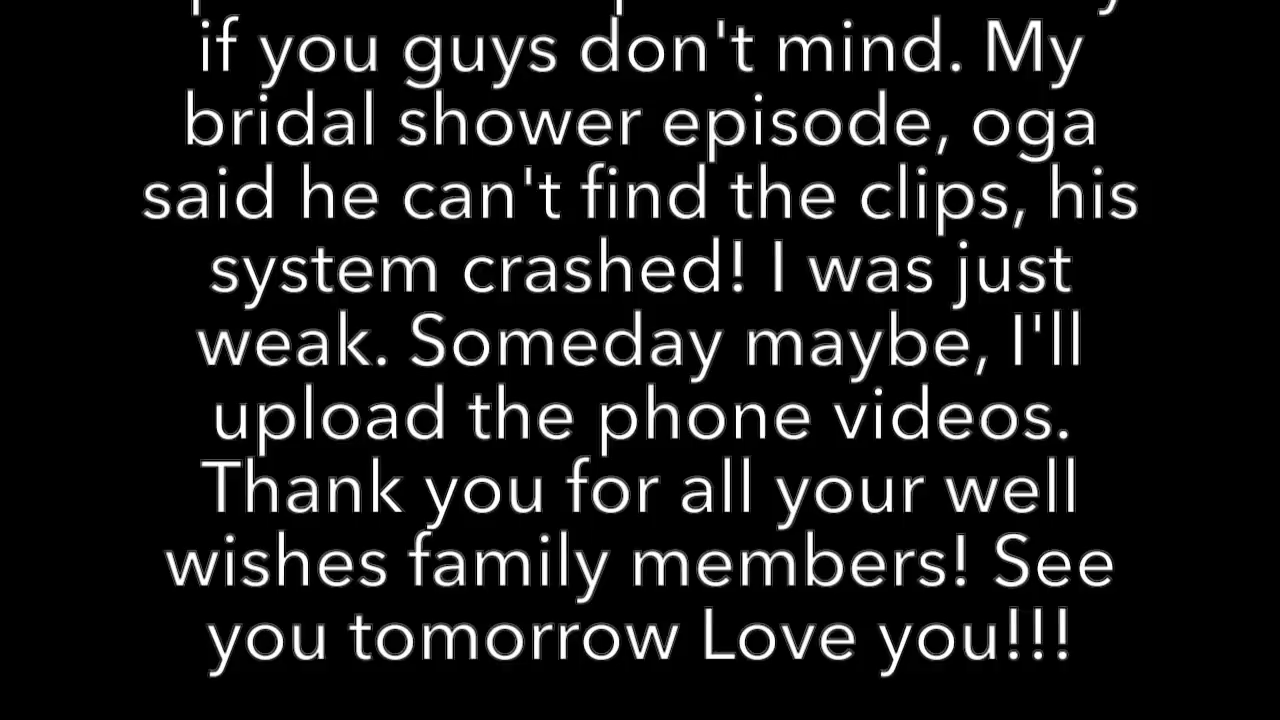 if you guys don't mind. My
bridal shower episode, oga
said he can't find the clips, his
system crashed! I was just
weak. Someday maybe, I'll
upload the phone videos.
Thank you for all your well
wishes family members! See
you tomorrow Love you!!!